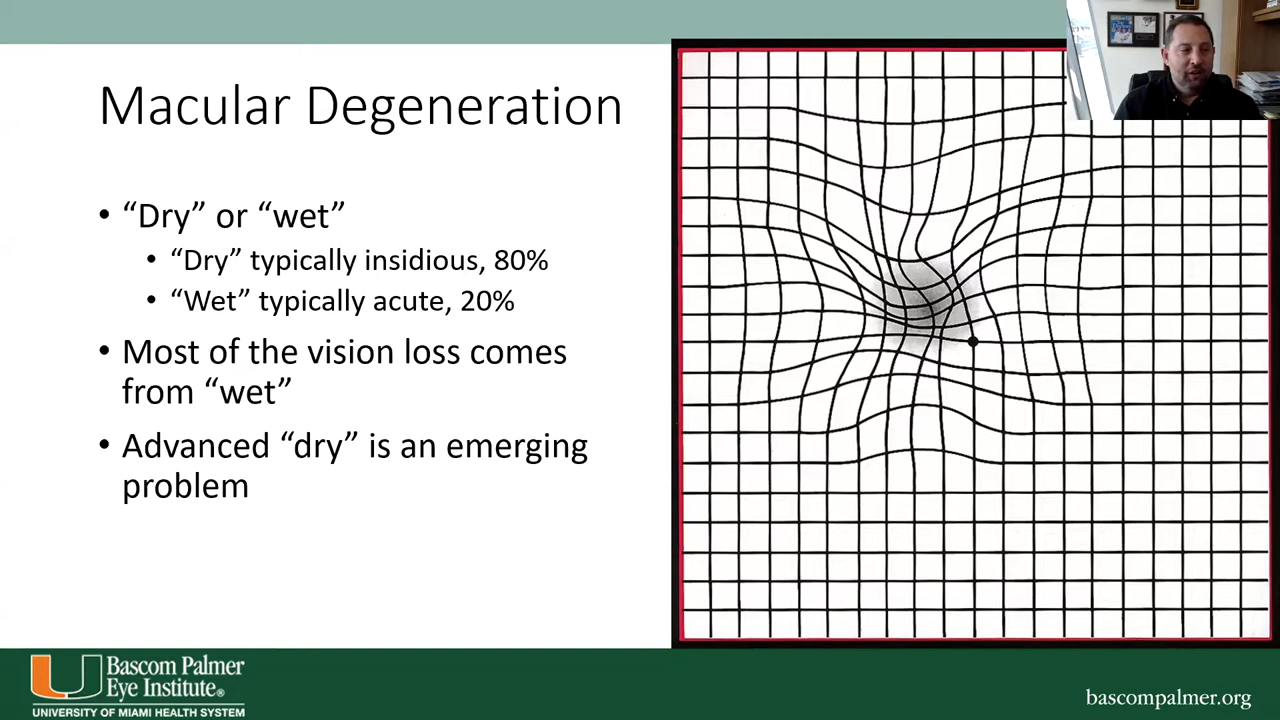 Macular Degeneration
• “Dry” or “wet”
• “Dry” typically insidious, 80%
• “Wet” typically acute, 20%
• Most of the vision loss comes
from “wet”
• Advanced “dry” is an emerging
problem
Bascom Palmer
Eye Institute®
UNIVERSITY OF MIAMI HEALTH SYSTEM
bascompalmer.org